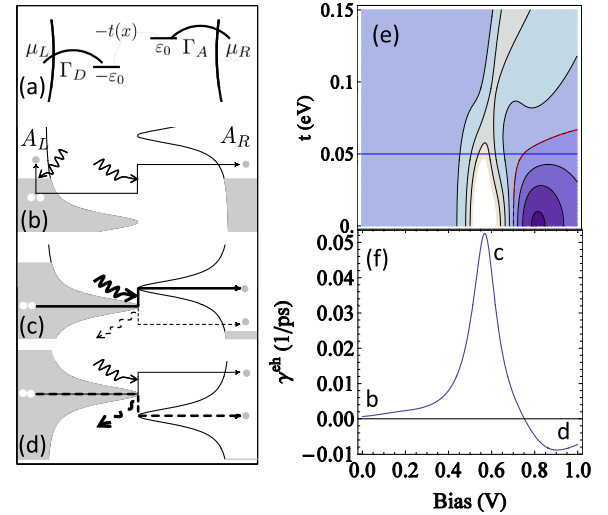 μ_L Γ_D −ε_0 −t(x) ε_0 Γ_A μ_R
(a)
A_L A_R
(b)
(c)
(d)
(e)
t (eV)
0.15
0.10
0.05
0.
(f)
γ^eh (1/ps)
0.05
0.04
0.03
0.02
0.01
0.00
−0.01
b
c
d
0.0 0.2 0.4 0.6 0.8 1.0
Bias (V)